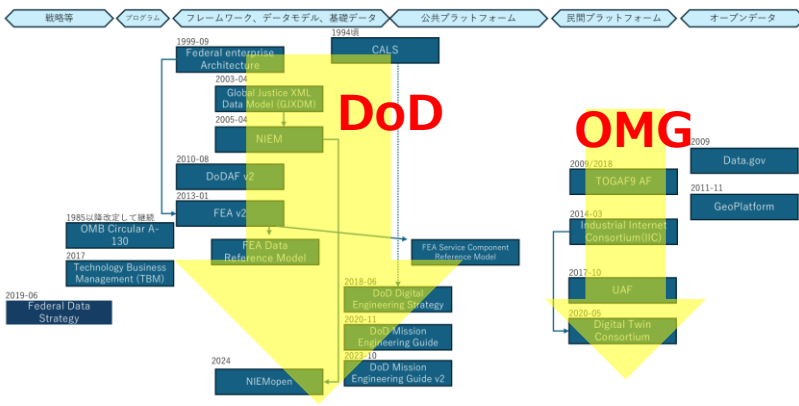 戦略等
プログラム
フレームワーク、データモデル、基礎データ
公共プラットフォーム
民間プラットフォーム
オープンデータ
1999-09
Federal enterprise
Architecture
1994頃
CALS
2003-04
Global Justice XML
Data Model (GJXDM)
DoD
OMG
2005-04
NIEM
2009
Data.gov
2010-08
DoDAF v2
2009/2018
TOGAF9 AF
2011-11
GeoPlatform
2013-01
FEA v2
1985以降改定して継続
OMB Circular A-
130
2014-03
Industrial Internet
Consortium(IIC)
FEA Data
Reference Model
FEA Service Component
Reference Model
2017
Technology Business
Management (TBM)
2018-06
DoD Digital
Engineering Strategy
2017-10
UAF
2019-06
Federal Data
Strategy
2020-11
DoD Mission
Engineering Guide
2020-05
Digital Twin
Consortium
2023-10
DoD Mission
Engineering Guide v2
2024
NIEMopen